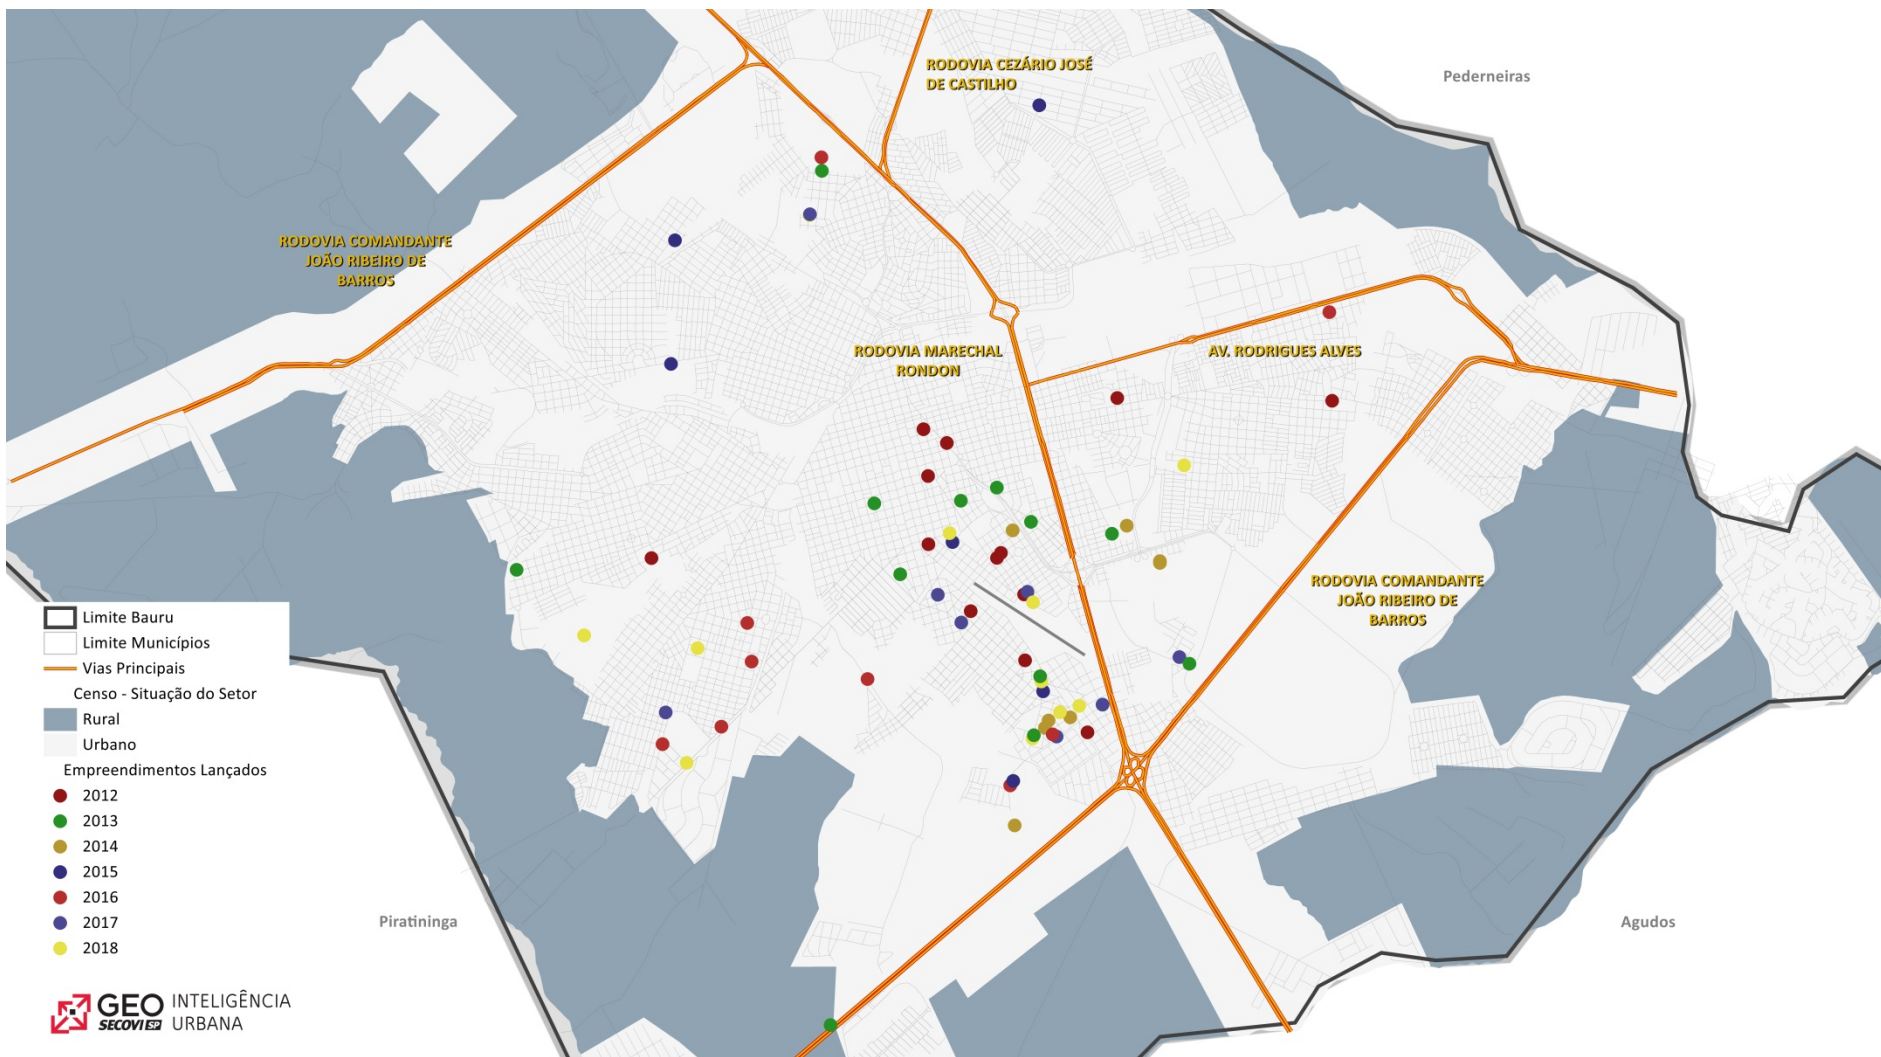 RODOVIA CEZÁRIO JOSÉ
DE CASTILHO
Pederneiras
RODOVIA COMANDANTE
JOÃO RIBEIRO DE
BARROS
RODOVIA MARECHAL
RONDON
AV. RODRIGUES ALVES
RODOVIA COMANDANTE
JOÃO RIBEIRO DE
BARROS
Limite Bauru
Limite Municípios
Vias Principais
Censo - Situação do Setor
Rural
Urbano
Empreendimentos Lançados
2012
2013
2014
2015
2016
2017
2018
Piratininga
Agudos
GEO INTELIGÊNCIA
SECOVI SP URBANA